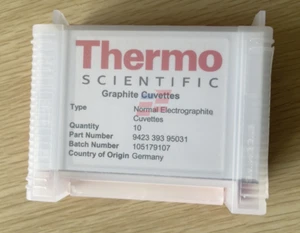 Thermo
SCIENTIFIC
Graphite Cuvettes
Type Normal Electrographite
Cuvettes
Quantity 10
Part Number 9423 393 95031
Batch Number 105179107
Country of Origin Germany